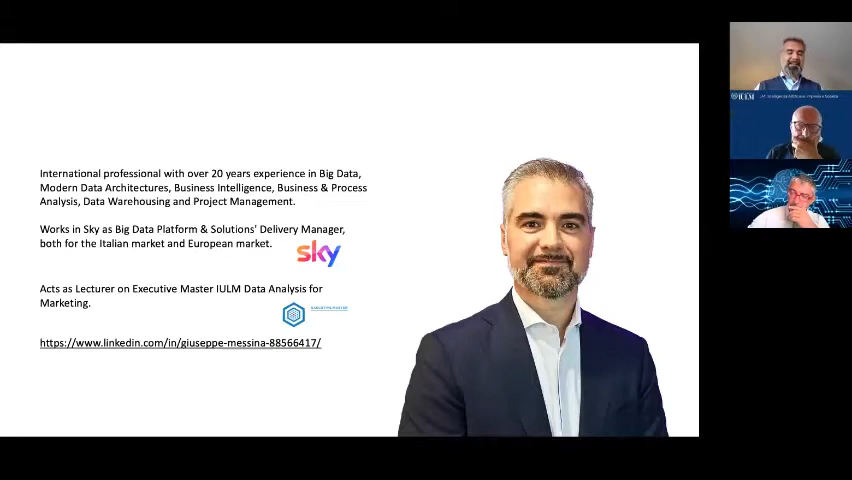 International professional with over 20 years experience in Big Data,
Modern Data Architectures, Business Intelligence, Business & Process
Analysis, Data Warehousing and Project Management.
Works in Sky as Big Data Platform & Solutions' Delivery Manager,
both for the Italian market and European market.
sky
Acts as Lecturer on Executive Master IULM Data Analysis for
Marketing.
https://www.linkedin.com/in/giuseppe-messina-88566417/
IULM